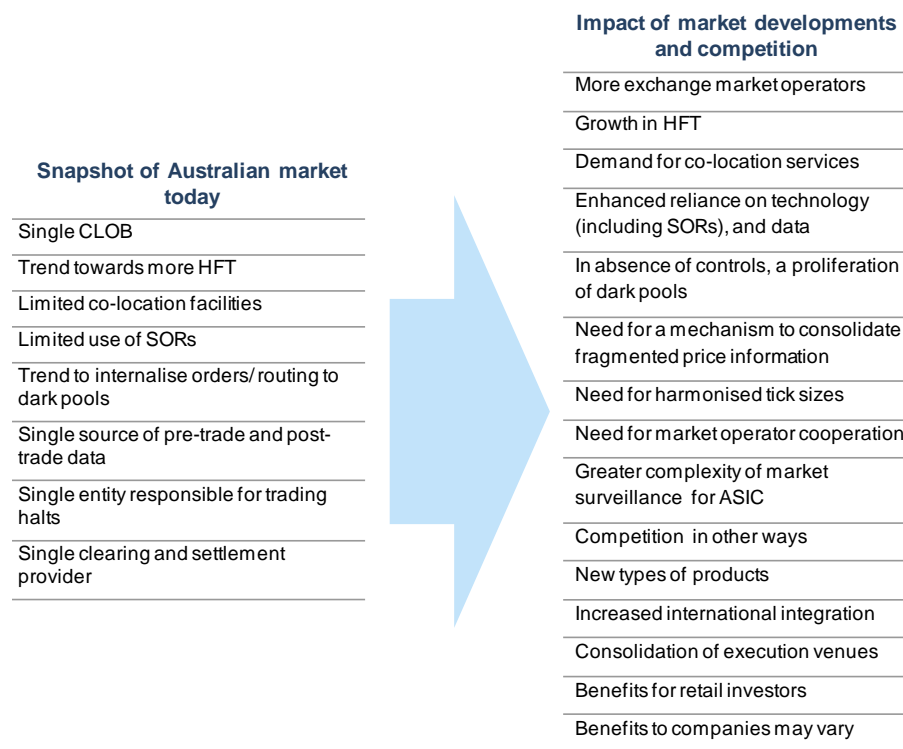 Snapshot of Australian market
today
Single CLOB
Trend towards more HFT
Limited co-location facilities
Limited use of SORs
Trend to internalise orders/ routing to
dark pools
Single source of pre-trade and post-
trade data
Single entity responsible for trading
halts
Single clearing and settlement
provider
Impact of market developments
and competition
More exchange market operators
Growth in HFT
Demand for co-location services
Enhanced reliance on technology
(including SORs), and data
In absence of controls, a proliferation
of dark pools
Need for a mechanism to consolidate
fragmented price information
Need for harmonised tick sizes
Need for market operator cooperation
Greater complexity of market
surveillance for ASIC
Competition in other ways
New types of products
Increased international integration
Consolidation of execution venues
Benefits for retail investors
Benefits to companies may vary